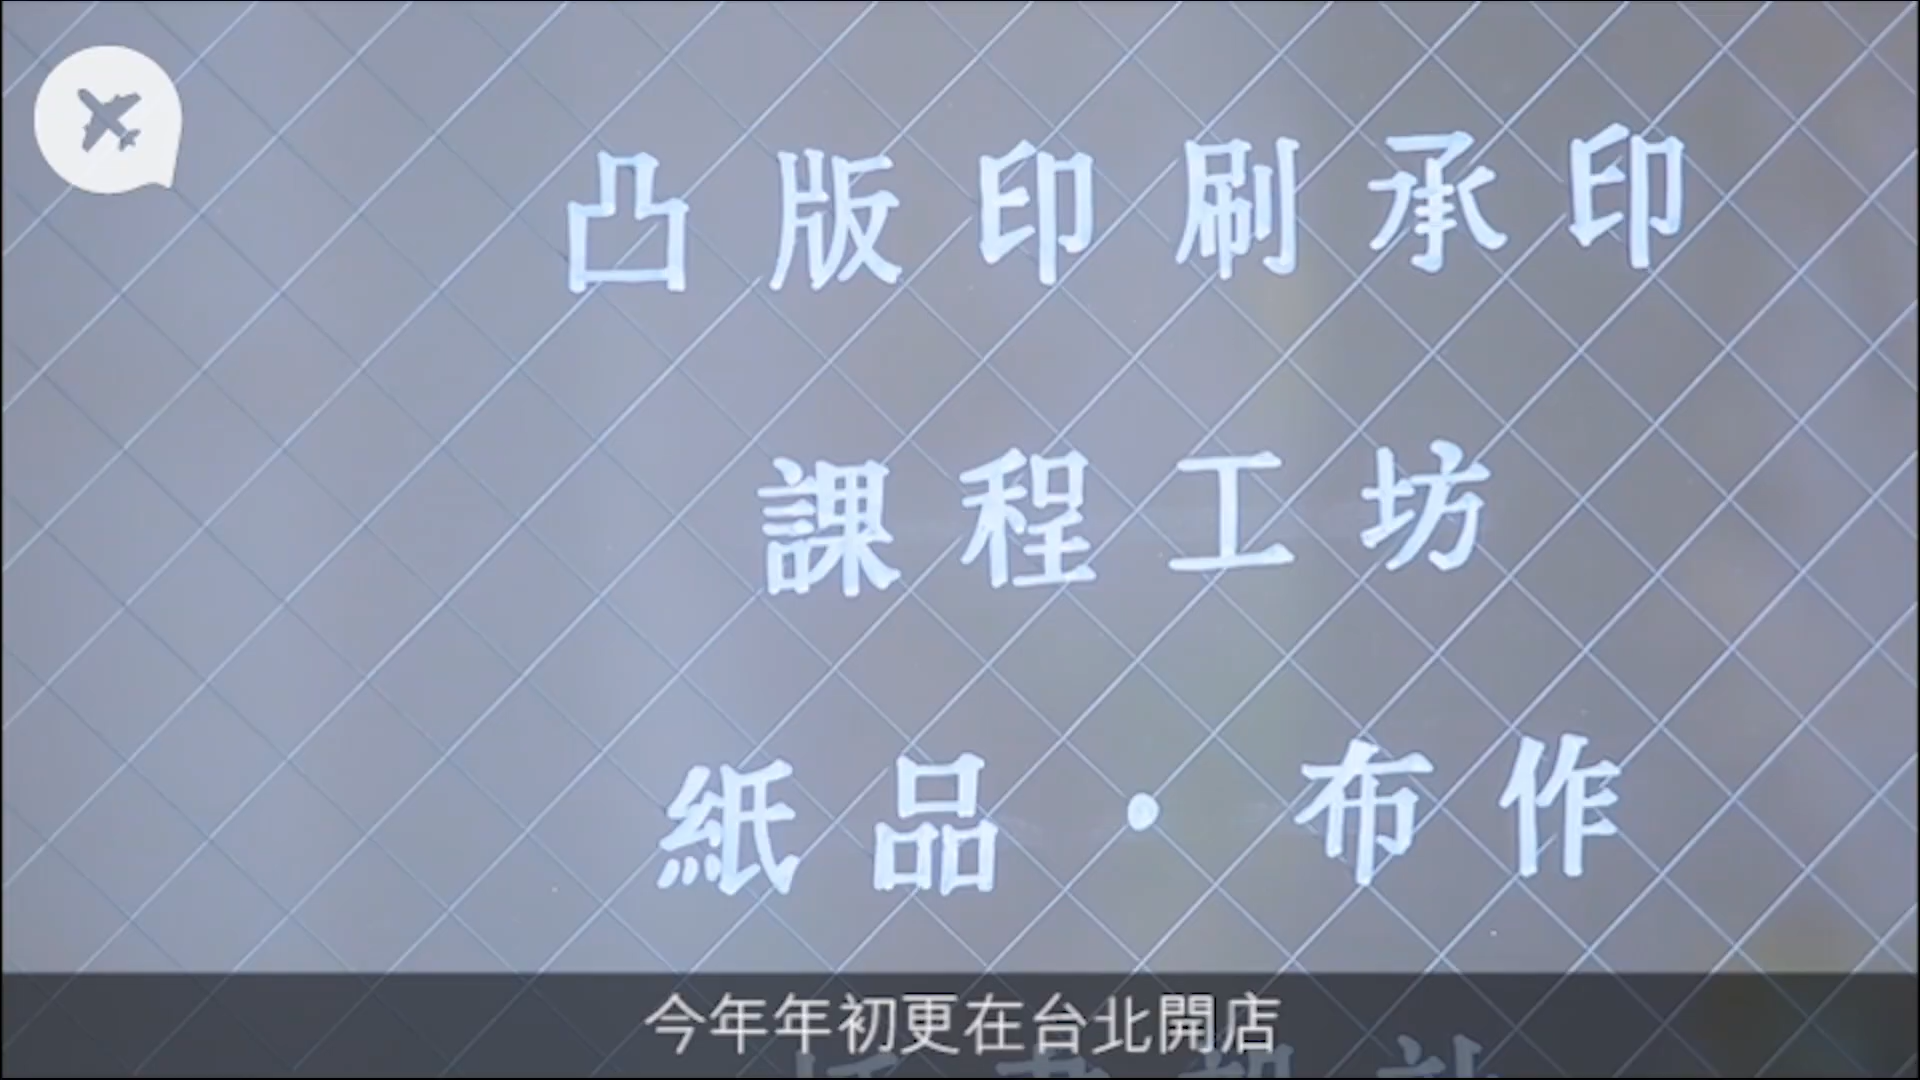 凸版印刷承印
課程工坊
紙品・布作
今年年初更在台北開店